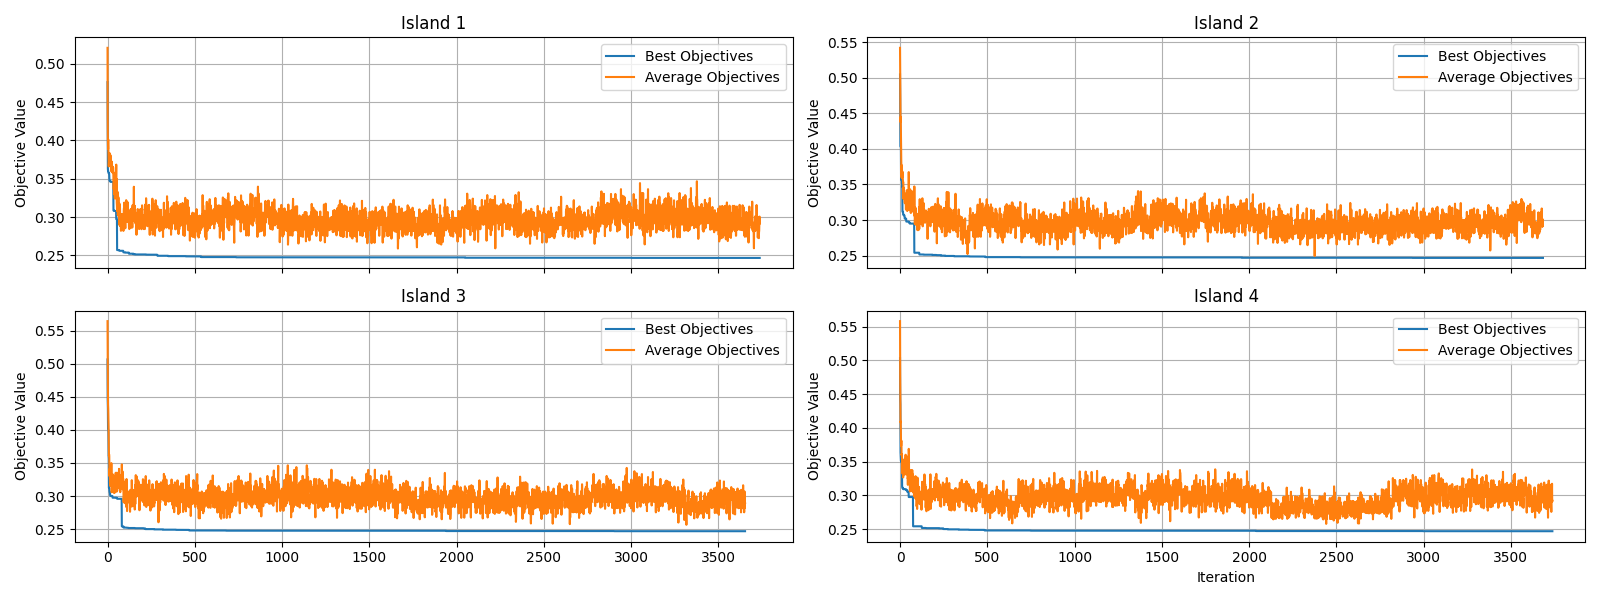 Island 1
Objective Value
0.50
0.45
0.40
0.35
0.30
0.25
Best Objectives
Average Objectives
Island 2
Objective Value
0.55
0.50
0.45
0.40
0.35
0.30
0.25
Best Objectives
Average Objectives
Island 3
Objective Value
0.55
0.50
0.45
0.40
0.35
0.30
0.25
Best Objectives
Average Objectives
0 500 1000 1500 2000 2500 3000 3500
Island 4
Objective Value
0.55
0.50
0.45
0.40
0.35
0.30
0.25
Best Objectives
Average Objectives
0 500 1000 1500 2000 2500 3000 3500
Iteration